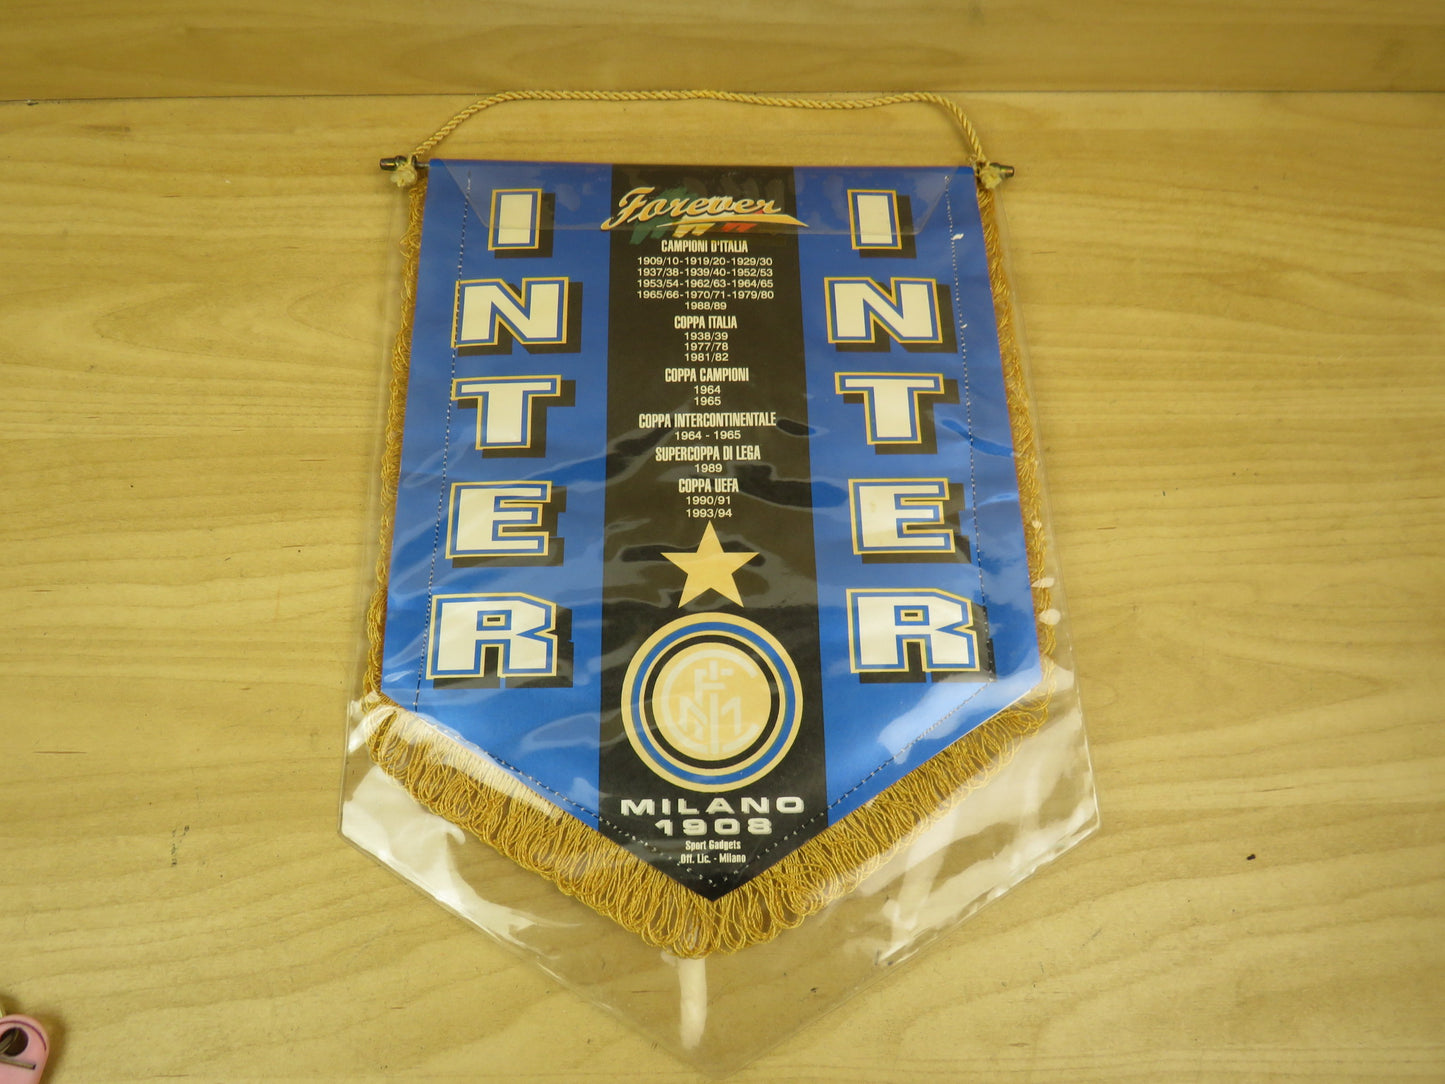 INTER
Forever
CAMPIONI D'ITALIA
1909/10-1919/20-1929/30
1937/38-1939/40-1952/53
1953/54-1962/63-1964/65
1965/66-1970/71-1979/80
1988/89
COPPA ITALIA
1938/39
1977/78
1981/82
COPPA CAMPIONI
1964
1965
COPPA INTERCONTINENTALE
1964 - 1965
SUPERCOPPA DI LEGA
1989
COPPA UEFA
1990/91
1993/94
FCIM
MILANO
1908
Sport Gadgets
Off. Lic. - Milano
INTER